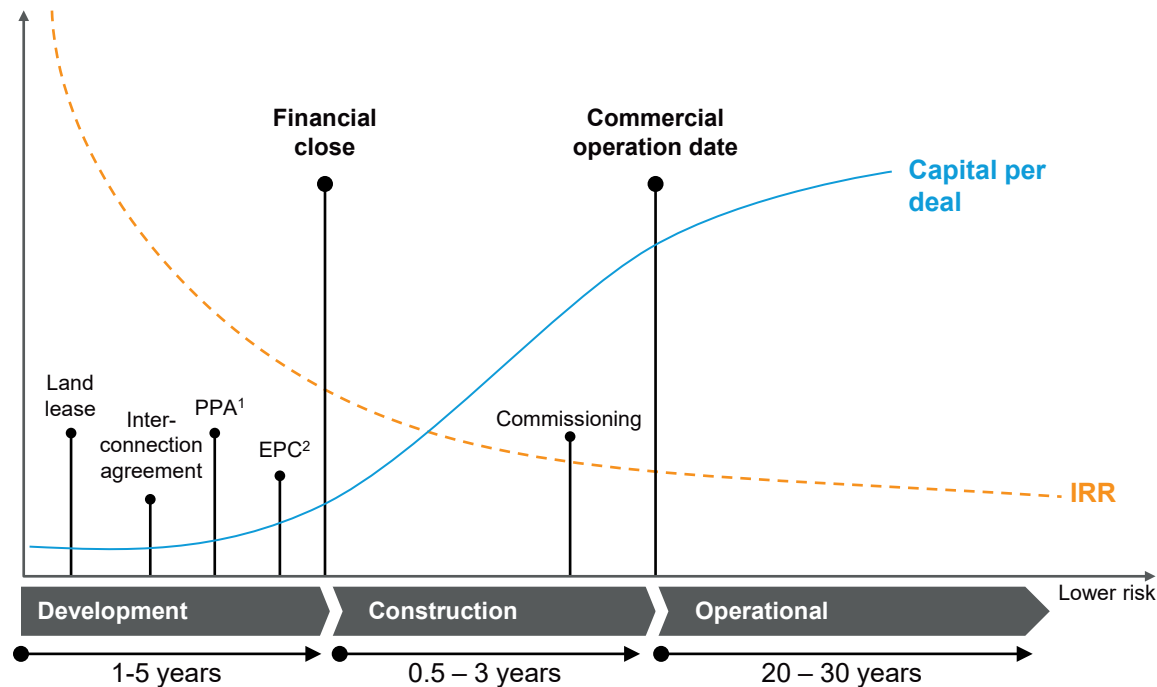 Financial
close
Commercial
operation date
Capital per
deal
Land
lease
Inter-
connection
agreement
PPA¹
EPC²
Commissioning
IRR
Lower risk
Development
Construction
Operational
1-5 years
0.5 – 3 years
20 – 30 years